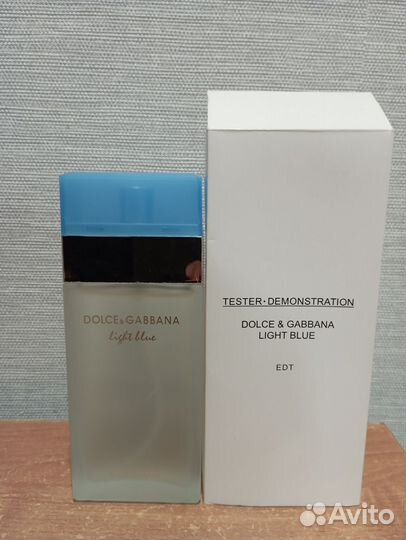 DOLCE&GABBANA
light blue
TESTER·DEMONSTRATION
DOLCE & GABBANA
LIGHT BLUE
EDT
Avito